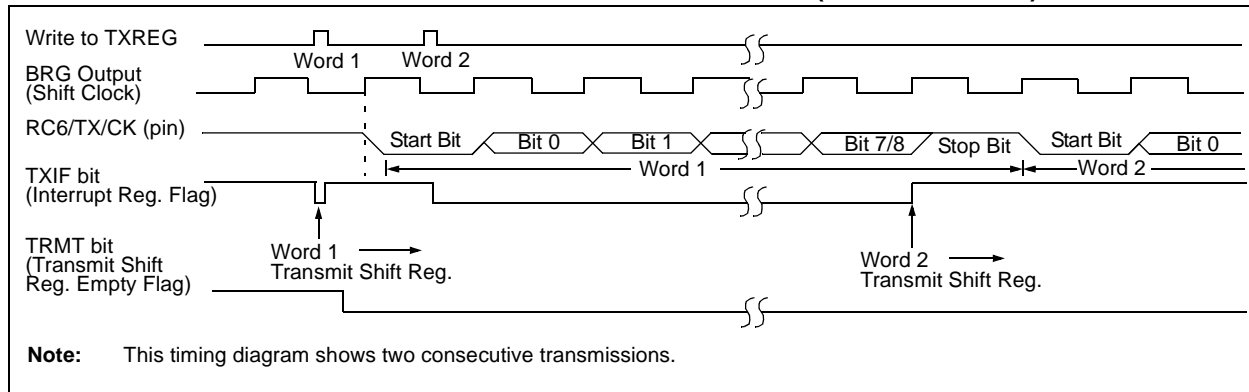 Write to TXREG
Word 1 Word 2
BRG Output
(Shift Clock)
RC6/TX/CK (pin)
Start Bit Bit 0 Bit 1 Bit 7/8 Stop Bit Start Bit Bit 0
Word 1 Word 2
TXIF bit
(Interrupt Reg. Flag)
Word 1
Transmit Shift Reg.
Word 2
Transmit Shift Reg.
TRMT bit
(Transmit Shift
Reg. Empty Flag)
Note: This timing diagram shows two consecutive transmissions.